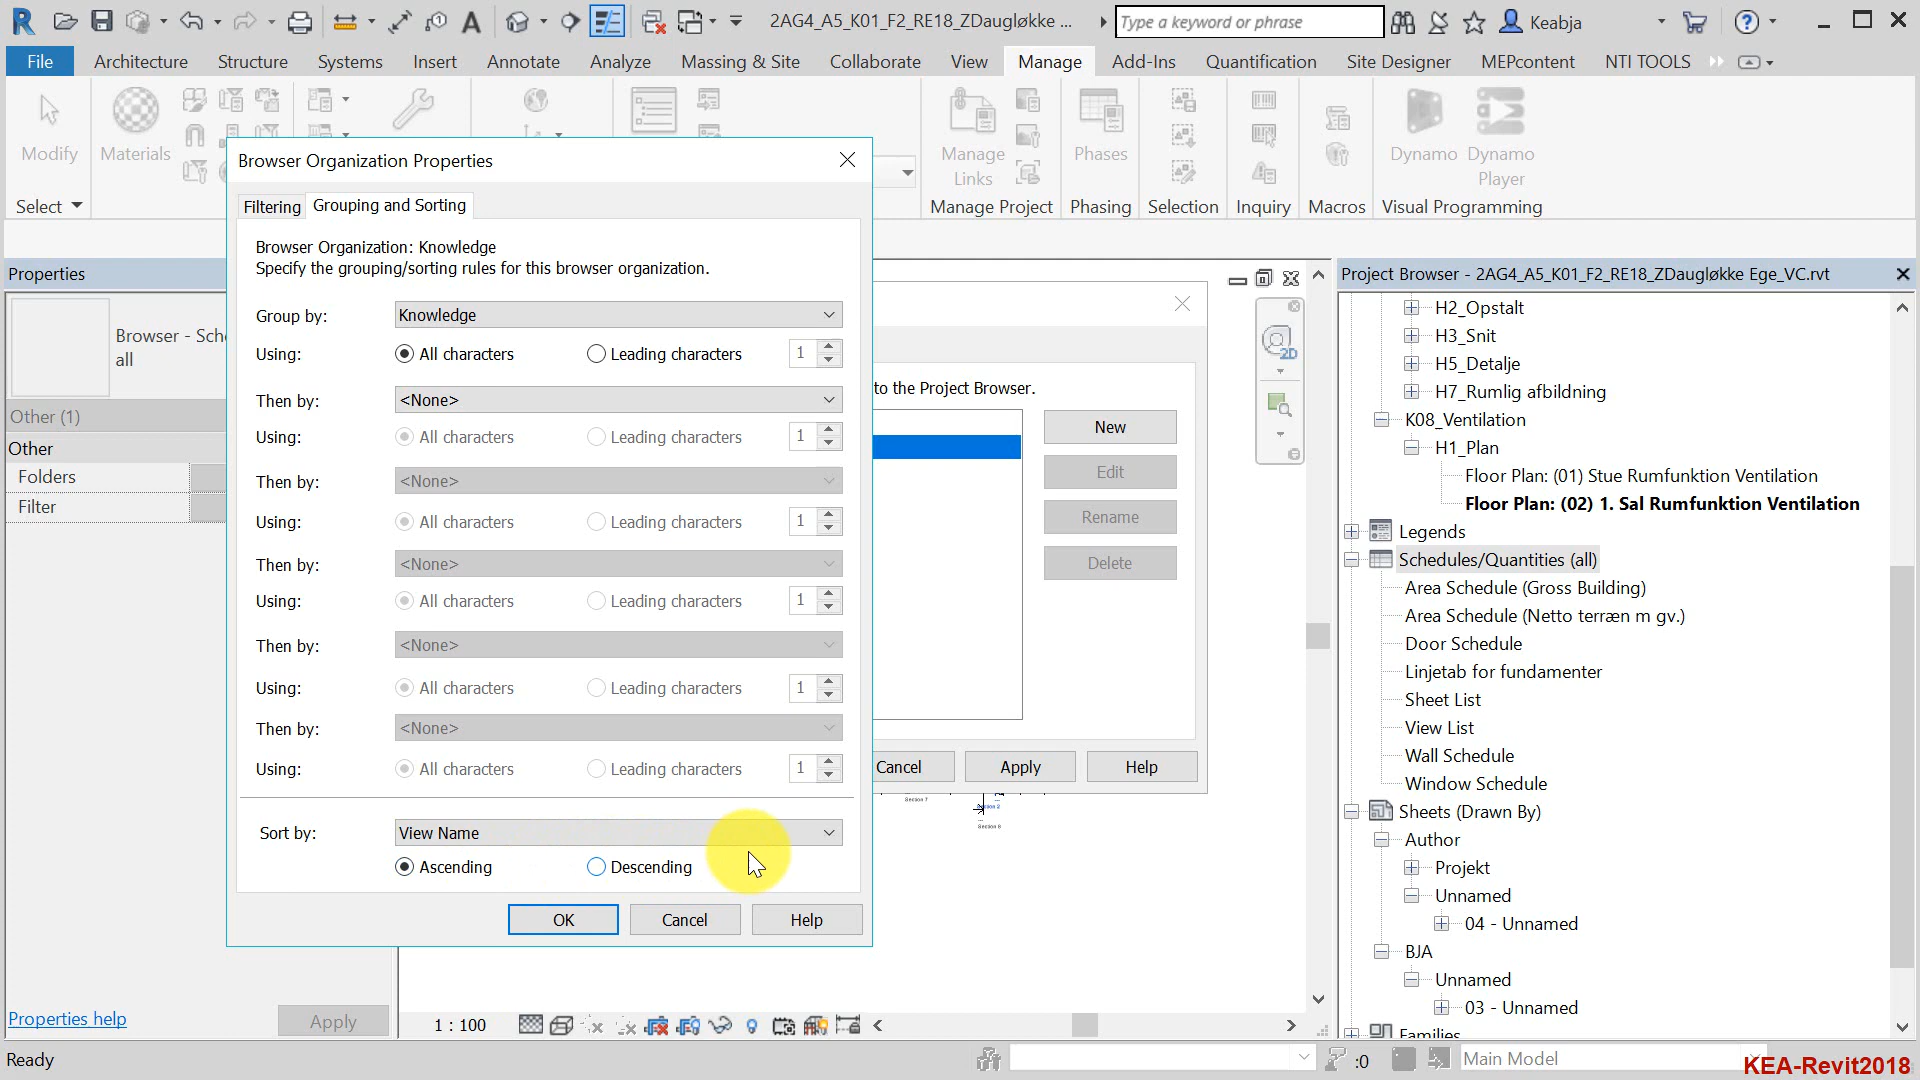 2AG4_A5_K01_F2_RE18_ZDaugløkke ...
Type a keyword or phrase
Keabja
File Architecture Structure Systems Insert Annotate Analyze Massing & Site Collaborate View Manage Add-Ins Quantification Site Designer MEPcontent NTI TOOLS
Modify
Materials
Manage
Links
Phases
Dynamo
Dynamo
Player
Select
Manage Project
Phasing
Selection
Inquiry
Macros
Visual Programming
Properties
Browser - Sch
all
Other (1)
Other
Folders
Filter
Properties help
Apply
Browser Organization Properties
Filtering
Grouping and Sorting
Browser Organization: Knowledge
Specify the grouping/sorting rules for this browser organization.
Group by: Knowledge
Using: All characters Leading characters 1
Then by: <None>
Using: All characters Leading characters 1
Then by: <None>
Using: All characters Leading characters 1
Then by: <None>
Using: All characters Leading characters 1
Then by: <None>
Using: All characters Leading characters 1
Then by: <None>
Using: All characters Leading characters 1
Sort by: View Name
Ascending Descending
OK Cancel Help
to the Project Browser.
New
Edit
Rename
Delete
Cancel Apply Help
Section 7
Section 2
2D
Project Browser - 2AG4_A5_K01_F2_RE18_ZDaugløkke Ege_VC.rvt
H2_Opstalt
H3_Snit
H5_Detalje
H7_Rumlig afbildning
K08_Ventilation
H1_Plan
Floor Plan: (01) Stue Rumfunktion Ventilation
Floor Plan: (02) 1. Sal Rumfunktion Ventilation
Legends
Schedules/Quantities (all)
Area Schedule (Gross Building)
Area Schedule (Netto terræn m gv.)
Door Schedule
Linjetab for fundamenter
Sheet List
View List
Wall Schedule
Window Schedule
Sheets (Drawn By)
Author
Projekt
Unnamed
04 - Unnamed
BJA
Unnamed
03 - Unnamed
Families
1 : 100
Ready
:0
Main Model
KEA-Revit2018